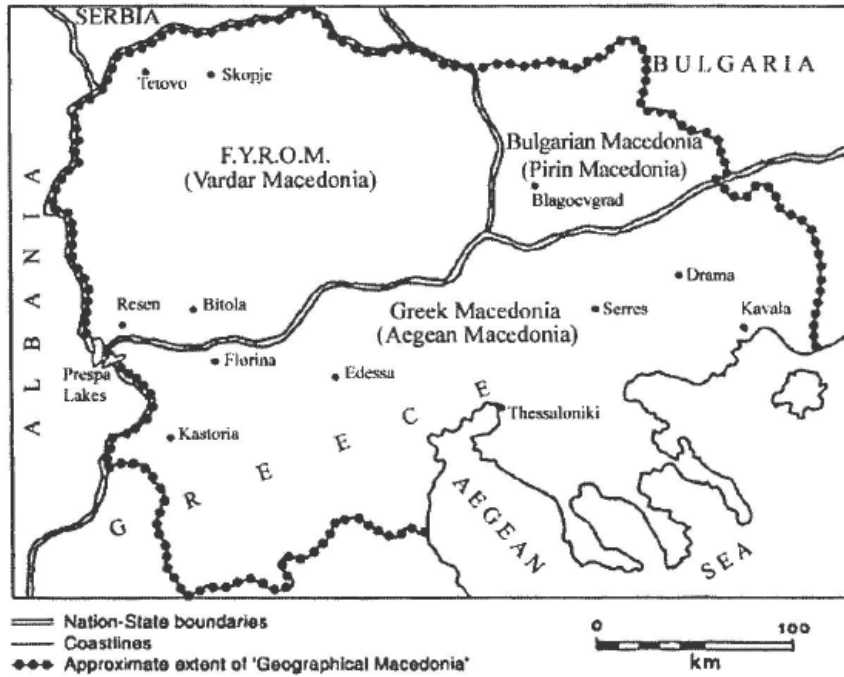 SERBIA
BULGARIA
Tetovo
Skopje
F.Y.R.O.M.
(Vardar Macedonia)
Bulgarian Macedonia
(Pirin Macedonia)
Blagoevgrad
ALBANIA
Resen
Bitola
Drama
Greek Macedonia
(Aegean Macedonia)
Serres
Kavala
Prespa
Lakes
Florina
Edessa
Thessaloniki
Kastoria
GREECE
AEGEAN
SEA
Nation-State boundaries
Coastlines
Approximate extent of 'Geographical Macedonia'
0
100
km